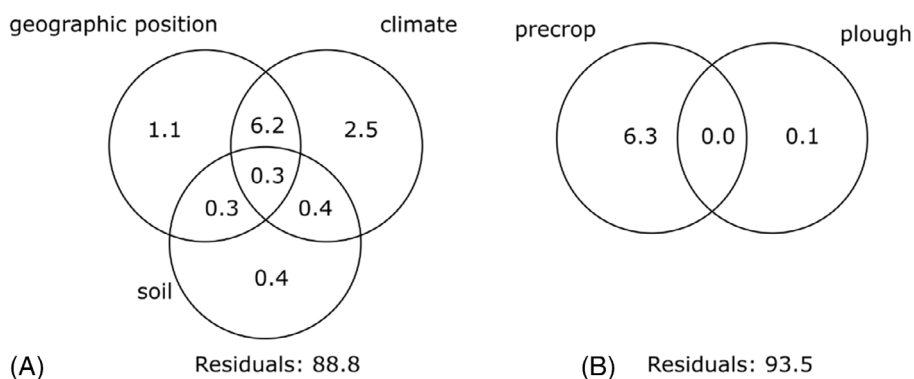 geographic position climate
1.1 6.2 2.5
0.3
0.3 0.4
0.4
soil
(A) Residuals: 88.8
precrop plough
6.3 0.0 0.1
(B) Residuals: 93.5